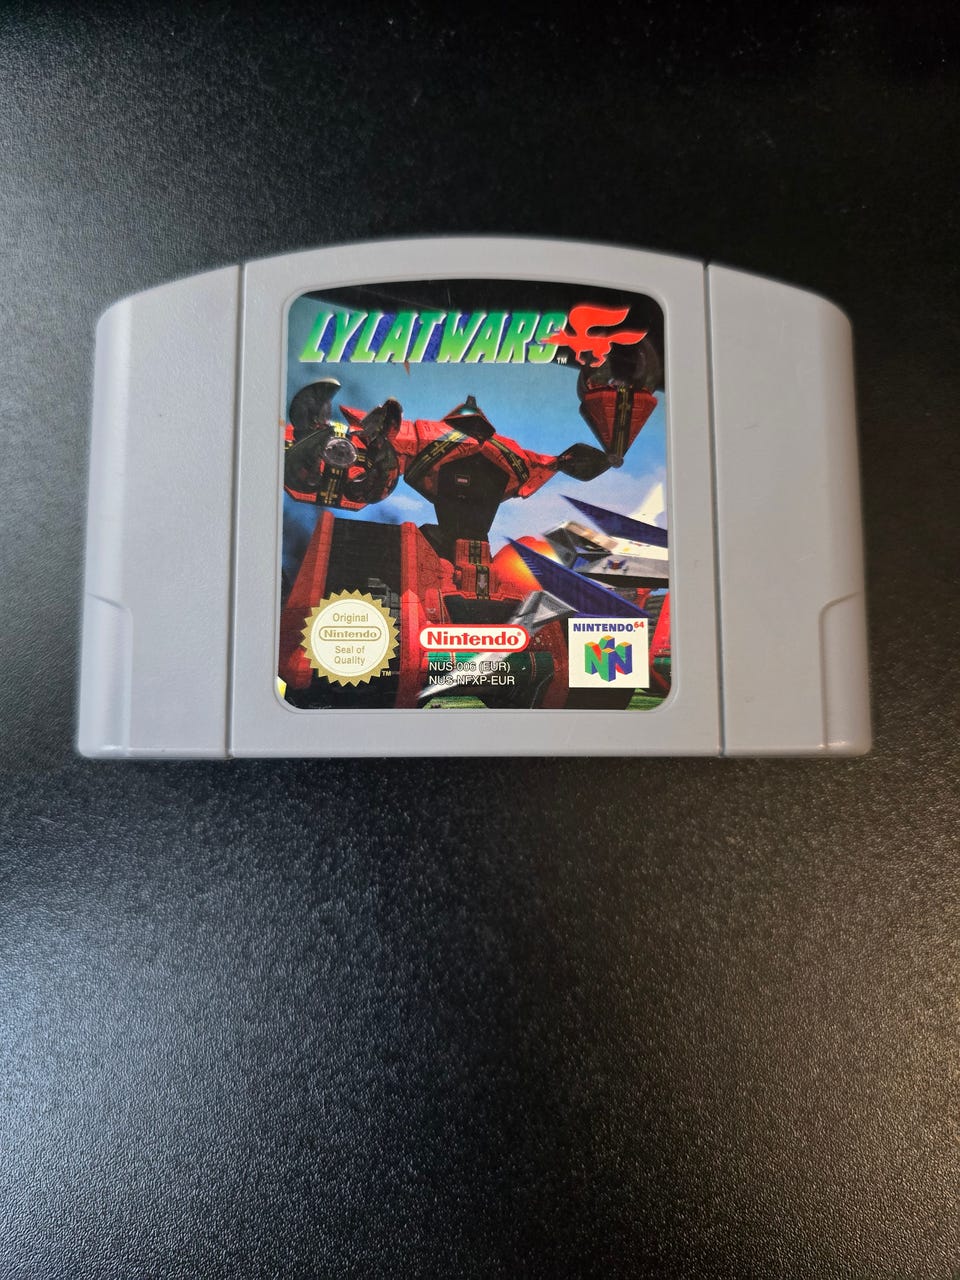 LYLATWARS
TM
Original
Nintendo
Seal of
Quality
TM
Nintendo®
NUS-006 (EUR)
NUS-NFXP-EUR
NINTENDO64